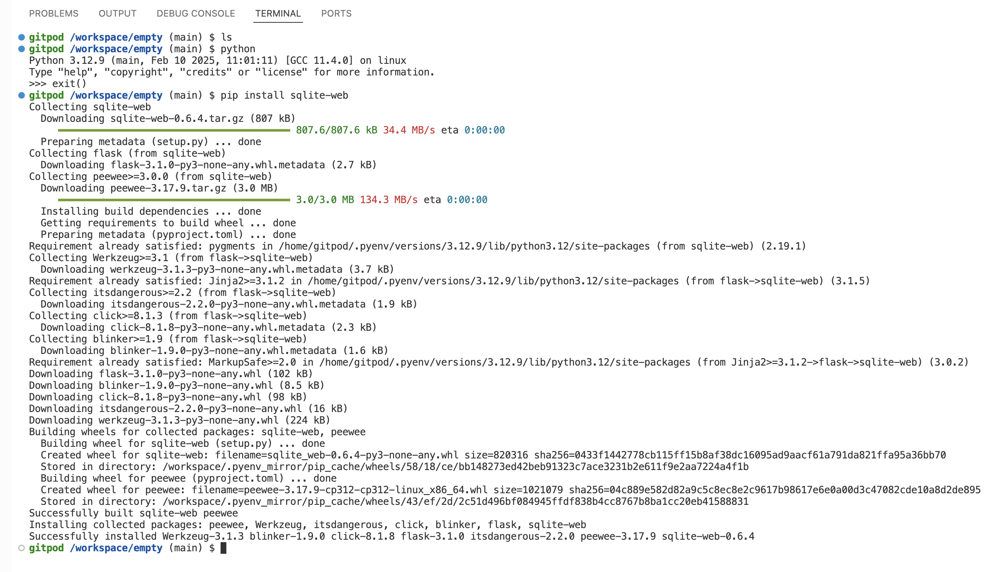 PROBLEMS OUTPUT DEBUG CONSOLE TERMINAL PORTS
gitpod /workspace/empty (main) $ ls
gitpod /workspace/empty (main) $ python
Python 3.12.9 (main, Feb 10 2025, 11:01:11) [GCC 11.4.0] on linux
Type "help", "copyright", "credits" or "license" for more information.
>>> exit()
gitpod /workspace/empty (main) $ pip install sqlite-web
Collecting sqlite-web
  Downloading sqlite-web-0.6.4.tar.gz (807 kB)
     807.6/807.6 kB 34.4 MB/s eta 0:00:00
  Preparing metadata (setup.py) ... done
Collecting flask (from sqlite-web)
  Downloading flask-3.1.0-py3-none-any.whl.metadata (2.7 kB)
Collecting peewee>=3.0.0 (from sqlite-web)
  Downloading peewee-3.17.9.tar.gz (3.0 MB)
     3.0/3.0 MB 134.3 MB/s eta 0:00:00
  Installing build dependencies ... done
  Getting requirements to build wheel ... done
  Preparing metadata (pyproject.toml) ... done
Requirement already satisfied: pygments in /home/gitpod/.pyenv/versions/3.12.9/lib/python3.12/site-packages (from sqlite-web) (2.19.1)
Collecting Werkzeug>=3.1 (from flask->sqlite-web)
  Downloading werkzeug-3.1.3-py3-none-any.whl.metadata (3.7 kB)
Requirement already satisfied: Jinja2>=3.1.2 in /home/gitpod/.pyenv/versions/3.12.9/lib/python3.12/site-packages (from flask->sqlite-web) (3.1.5)
Collecting itsdangerous>=2.2 (from flask->sqlite-web)
  Downloading itsdangerous-2.2.0-py3-none-any.whl.metadata (1.9 kB)
Collecting click>=8.1.3 (from flask->sqlite-web)
  Downloading click-8.1.8-py3-none-any.whl.metadata (2.3 kB)
Collecting blinker>=1.9 (from flask->sqlite-web)
  Downloading blinker-1.9.0-py3-none-any.whl.metadata (1.6 kB)
Requirement already satisfied: MarkupSafe>=2.0 in /home/gitpod/.pyenv/versions/3.12.9/lib/python3.12/site-packages (from Jinja2>=3.1.2->flask->sqlite-web) (3.0.2)
Downloading flask-3.1.0-py3-none-any.whl (102 kB)
Downloading blinker-1.9.0-py3-none-any.whl (8.5 kB)
Downloading click-8.1.8-py3-none-any.whl (98 kB)
Downloading itsdangerous-2.2.0-py3-none-any.whl (16 kB)
Downloading werkzeug-3.1.3-py3-none-any.whl (224 kB)
Building wheels for collected packages: sqlite-web, peewee
  Building wheel for sqlite-web (setup.py) ... done
  Created wheel for sqlite-web: filename=sqlite_web-0.6.4-py3-none-any.whl size=820316 sha256=0433f1442778cb115ff15b8af38dc16095ad9aacf61a791da821ffa95a36bb70
  Stored in directory: /workspace/.pyenv_mirror/pip_cache/wheels/58/18/ce/bb148273ed42beb91323c7ace3231b2e611f9e2aa7224a4f1b
  Building wheel for peewee (pyproject.toml) ... done
  Created wheel for peewee: filename=peewee-3.17.9-cp312-cp312-linux_x86_64.whl size=1021079 sha256=04c889e582d82a9c5c8ec8e2c9617b98617e6e0a00d3c47082cde10a8d2de895
  Stored in directory: /workspace/.pyenv_mirror/pip_cache/wheels/43/ef/2d/2c51d496bf084945ffdf838b4cc8767b8ba1cc20eb41588831
Successfully built sqlite-web peewee
Installing collected packages: peewee, Werkzeug, itsdangerous, click, blinker, flask, sqlite-web
Successfully installed Werkzeug-3.1.3 blinker-1.9.0 click-8.1.8 flask-3.1.0 itsdangerous-2.2.0 peewee-3.17.9 sqlite-web-0.6.4
gitpod /workspace/empty (main) $